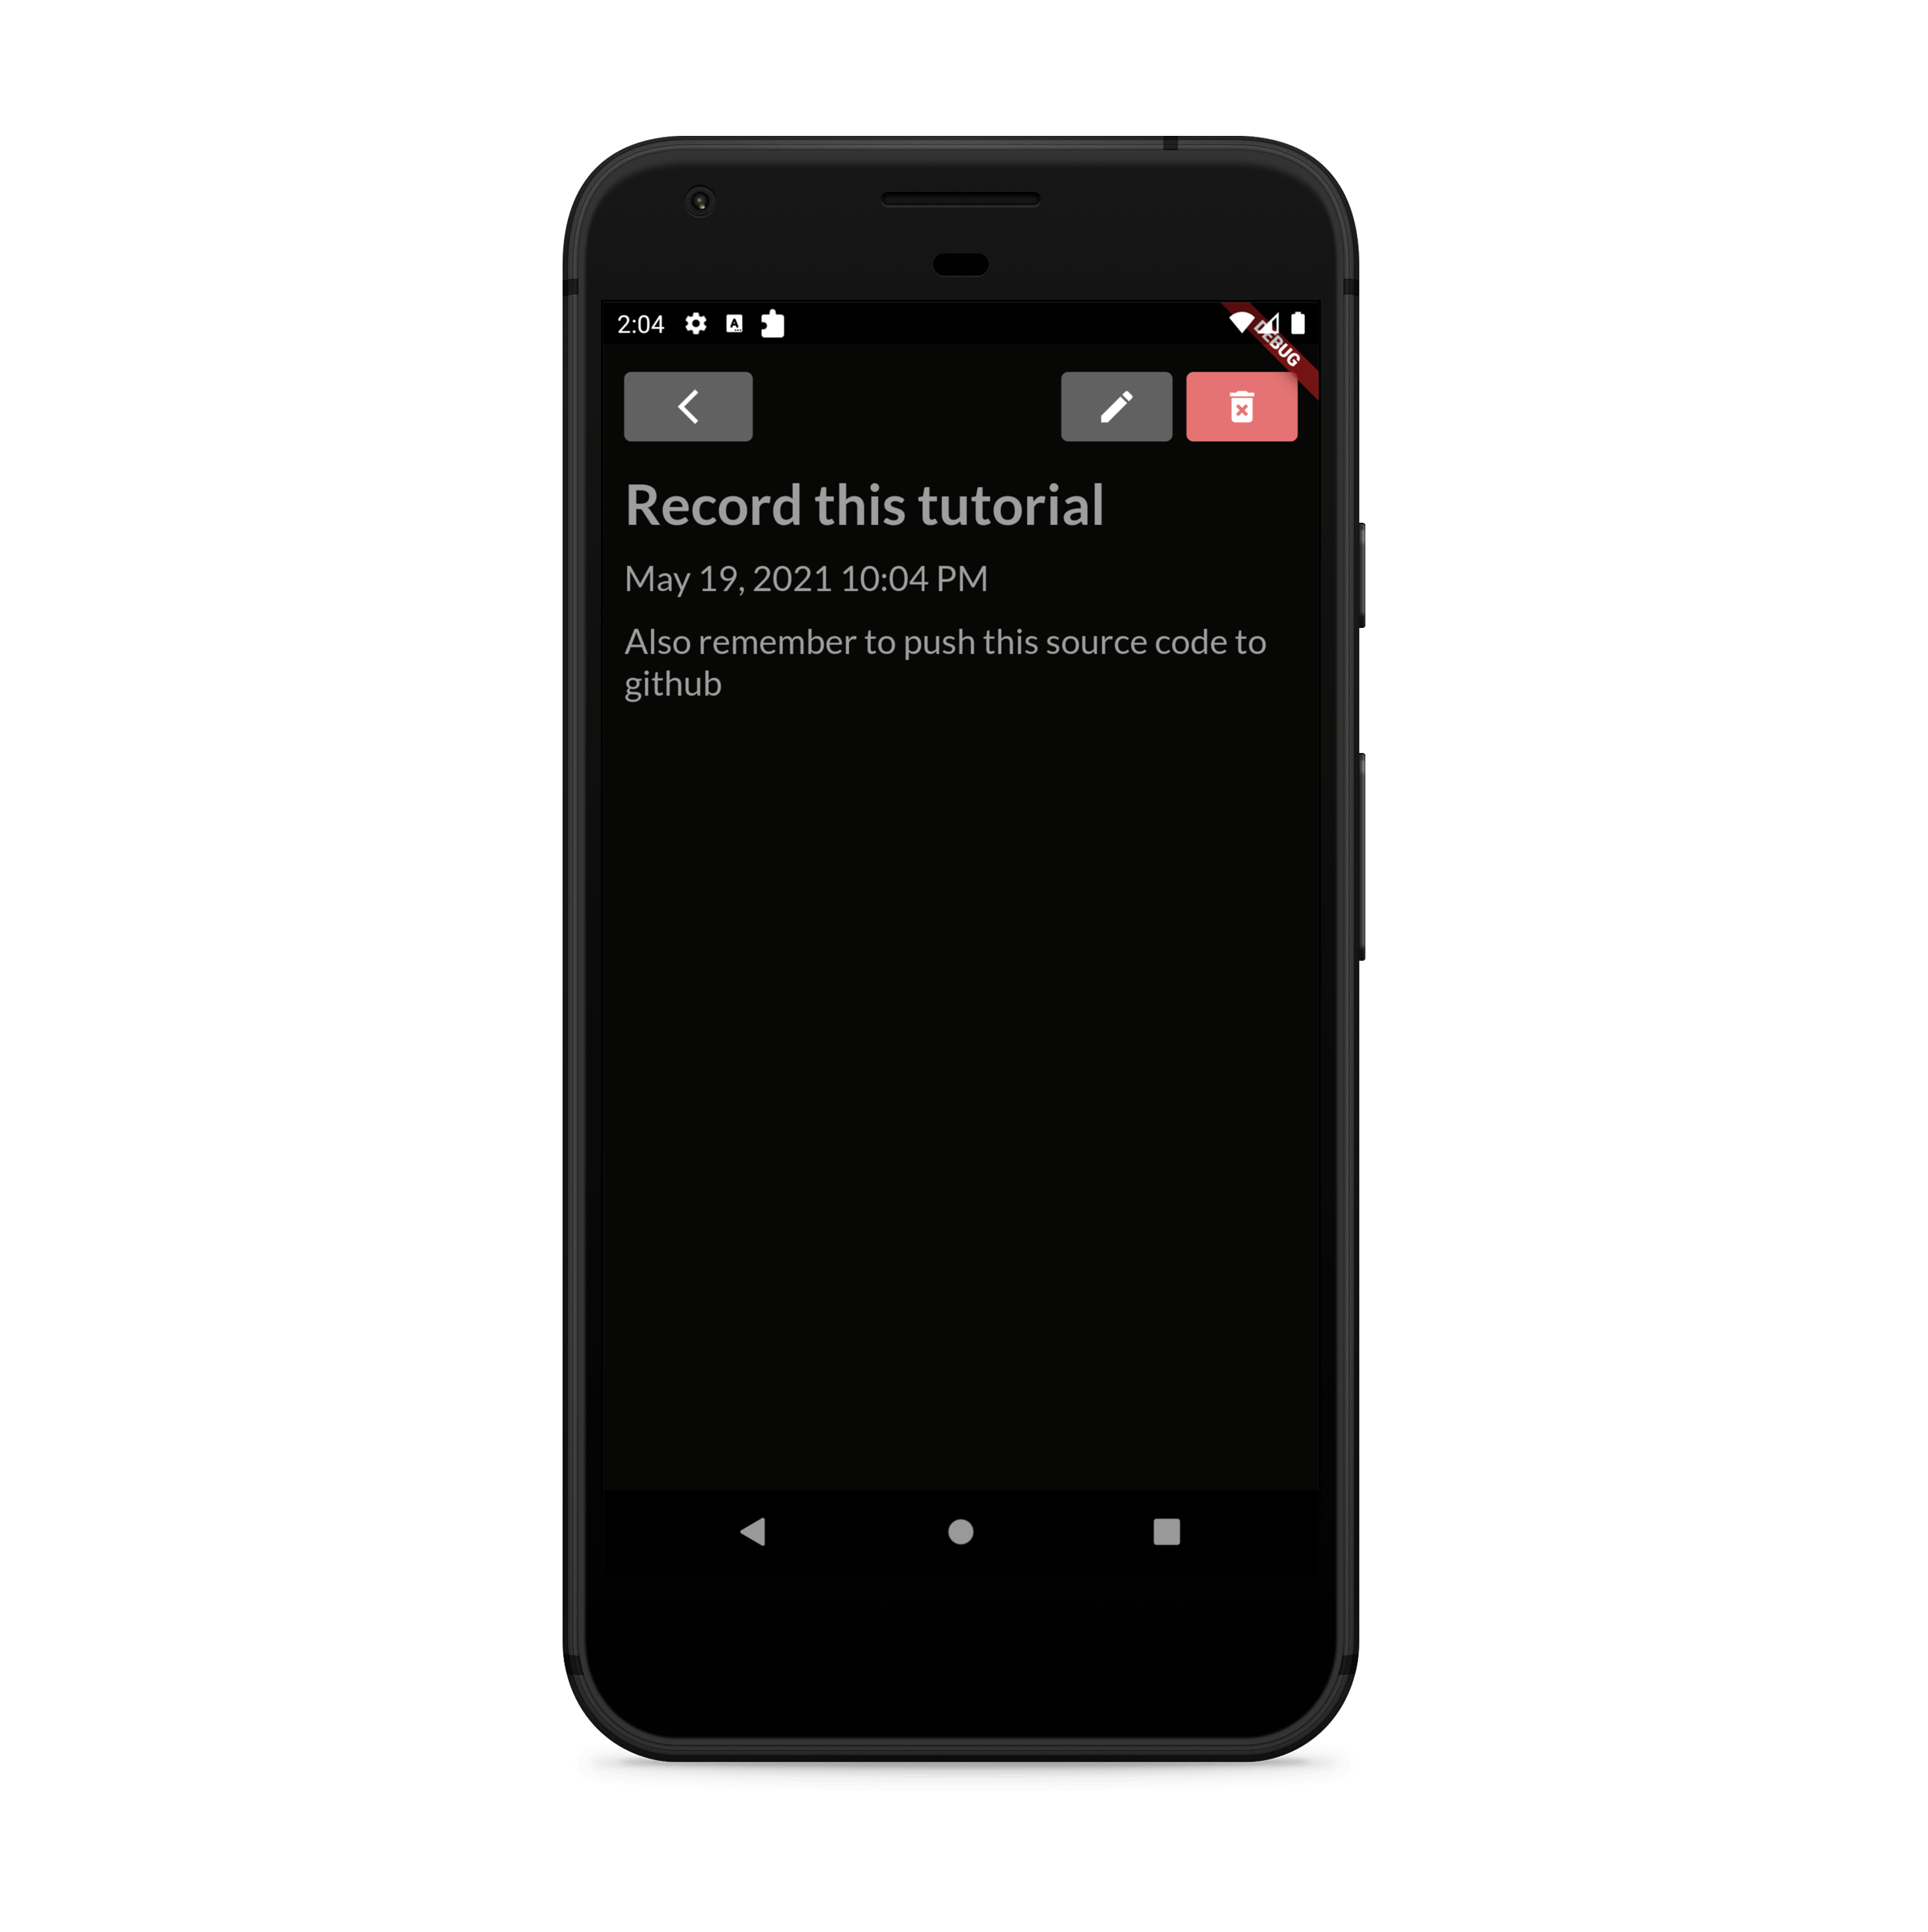 2:04
DEBUG
Record this tutorial
May 19, 2021 10:04 PM
Also remember to push this source code to
github